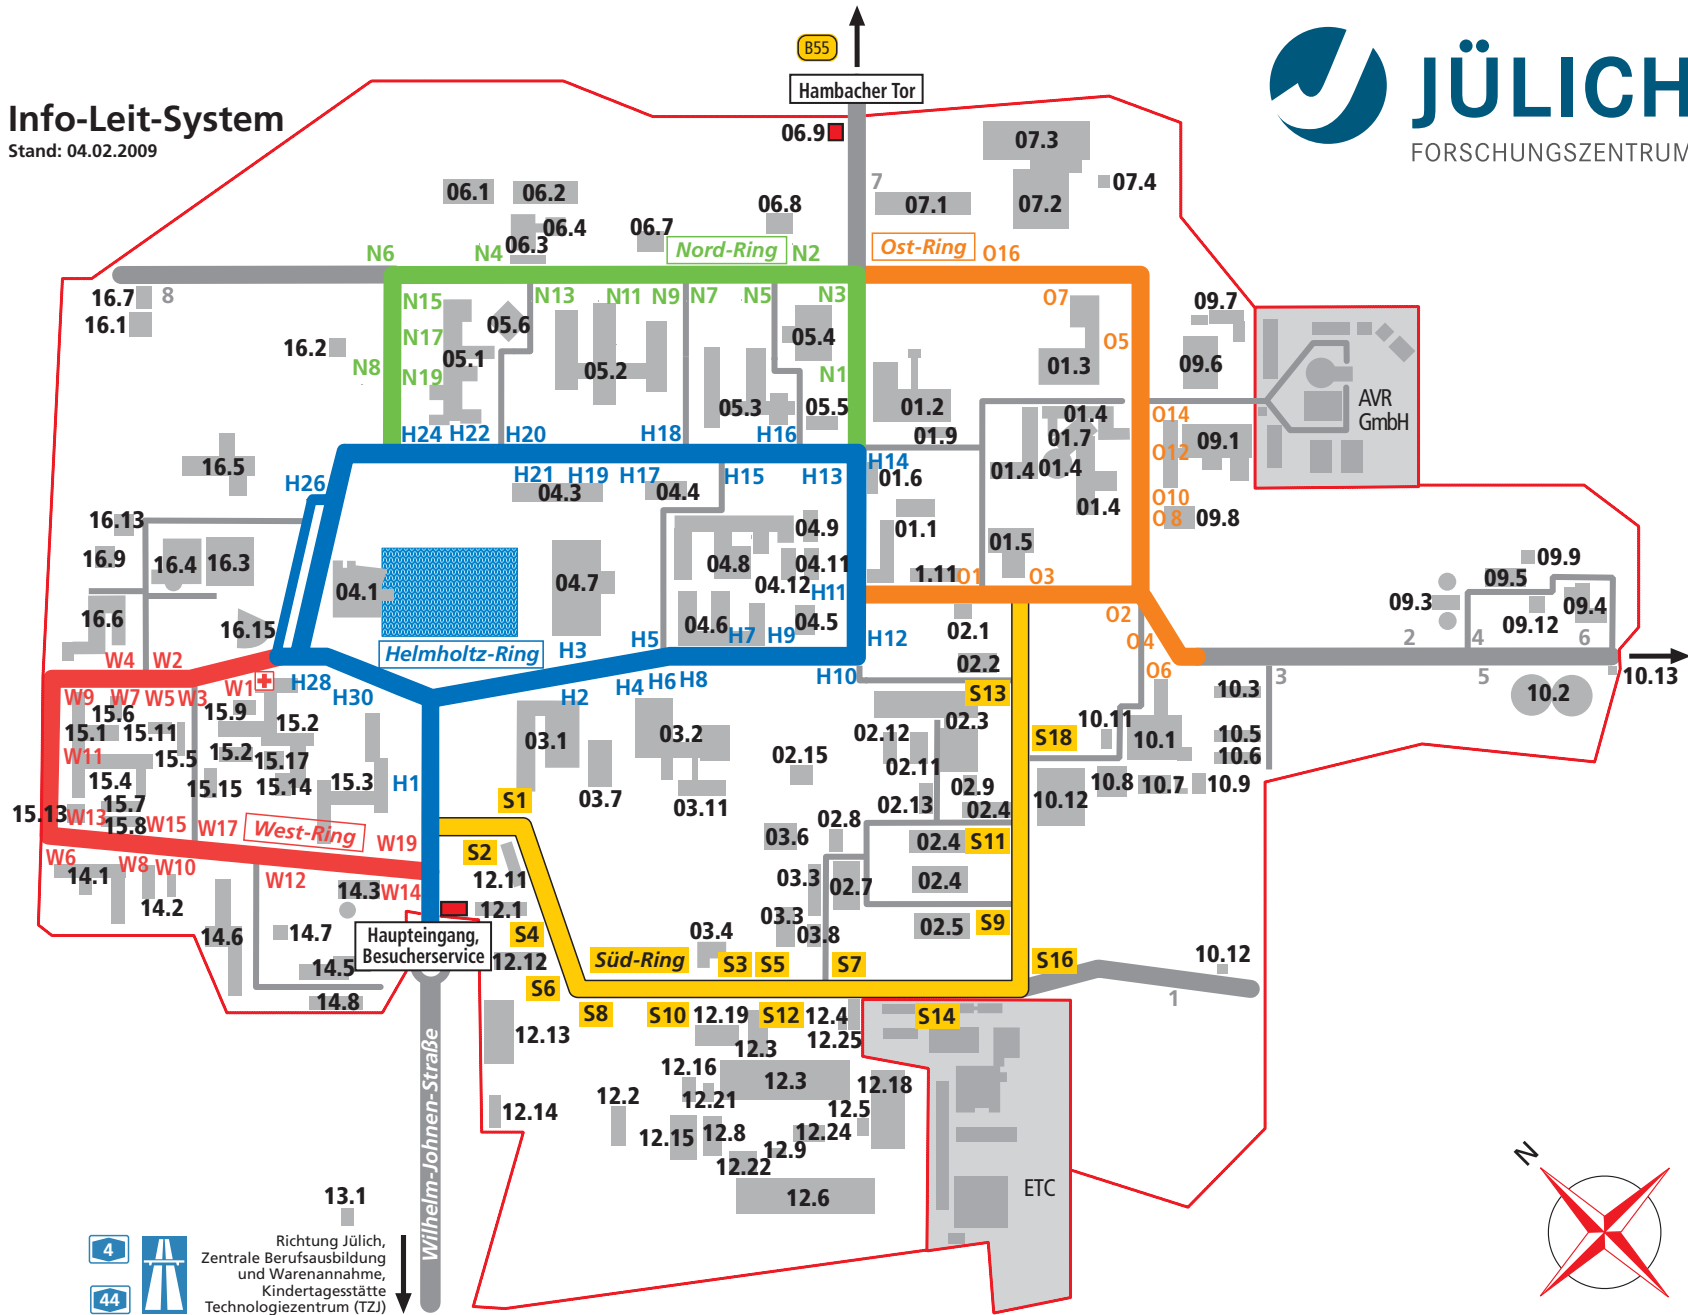 B55
Hambacher Tor
Info-Leit-System
Stand: 04.02.2009
JÜLICH
FORSCHUNGSZENTRUM
06.9
07.3
7
07.4
06.1
06.2
07.1
07.2
06.8
06.7
06.4
06.3
N6
N4
Nord-Ring
N2
Ost-Ring
O16
8
16.7
16.1
N15
N13
N11
N9
N7
N5
N3
O7
09.7
05.6
N17
05.4
O5
16.2
05.1
01.3
09.6
N8
N19
05.2
N1
AVR
GmbH
05.3
05.5
01.2
01.4
O14
H24
H22
H20
H18
H16
01.9
01.7
09.1
O12
16.5
H26
H21
H19
H17
H15
H13
H14
01.4
01.4
04.3
04.4
01.6
O10
01.4
16.13
04.9
01.1
O8
09.8
16.9
16.4
16.3
01.5
09.9
04.8
04.11
04.12
04.7
04.1
H11
1.11
O1
O3
09.5
09.3
09.4
16.6
16.15
04.6
04.5
O2
09.12
02.1
H5
H7
H9
H12
O4
2
4
6
Helmholtz-Ring
H3
W4
W2
02.2
O6
3
5
10.13
W1
H28
H30
H2
H4
H6
H8
H10
W9
W7
W5
W3
S13
10.3
10.2
15.6
15.9
15.2
15.1
15.11
03.1
03.2
02.12
02.3
10.11
S18
10.1
10.5
10.6
W11
15.5
15.2
15.17
15.4
15.15
15.14
15.3
H1
02.15
02.11
02.9
10.8
10.7
10.9
03.7
03.11
02.13
02.4
10.12
15.13
W13
15.7
15.8
W15
W17
West-Ring
W19
S1
S2
03.6
02.8
02.4
S11
W6
14.1
W8
W10
W12
14.3
W14
12.11
03.3
02.7
02.4
14.2
12.1
03.3
03.8
02.5
S9
14.6
14.7
Haupteingang,
Besucherservice
S4
03.4
14.5
12.12
Süd-Ring
S3
S5
S7
S16
10.12
14.8
S6
S8
S10
12.19
S12
12.4
S14
1
12.13
12.3
12.25
12.16
12.3
12.18
12.21
12.2
12.5
12.14
12.15
12.8
12.24
12.9
12.22
12.6
ETC
N
13.1
Wilhelm-Johnen-Straße
4
44
Richtung Jülich,
Zentrale Berufsausbildung
und Warenannahme,
Kindertagesstätte
Technologiezentrum (TZJ)